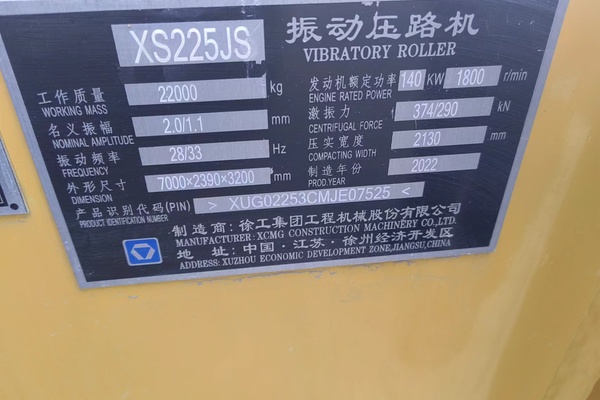 XS225JS
振动压路机
VIBRATORY ROLLER
工作质量 22000 kg
WORKING MASS
名义振幅 2.0/1.1 mm
NOMINAL AMPLITUDE
振动频率 28/33 Hz
FREQUENCY
外形尺寸 7000×2390×3200 mm
DIMENSION
发动机额定功率 140 KW 1800 r/min
ENGINE RATED POWER
激振力 374/290 kN
CENTRIFUGAL FORCE
压实宽度 2130 mm
COMPACTING WIDTH
制造年份 2022
PROD.YEAR
产品识别代码(PIN) > XUG02253CMJE07525 <
PRODUCT IDENTIFICATION NUMBER
制造商:徐工集团工程机械股份有限公司
MANUFACTURER: XCMG CONSTRUCTION MACHINERY CO.,LTD.
地址:中国·江苏·徐州经济开发区
ADDRESS: XUZHOU ECONOMIC DEVELOPMENT ZONE,JIANGSU,CHINA